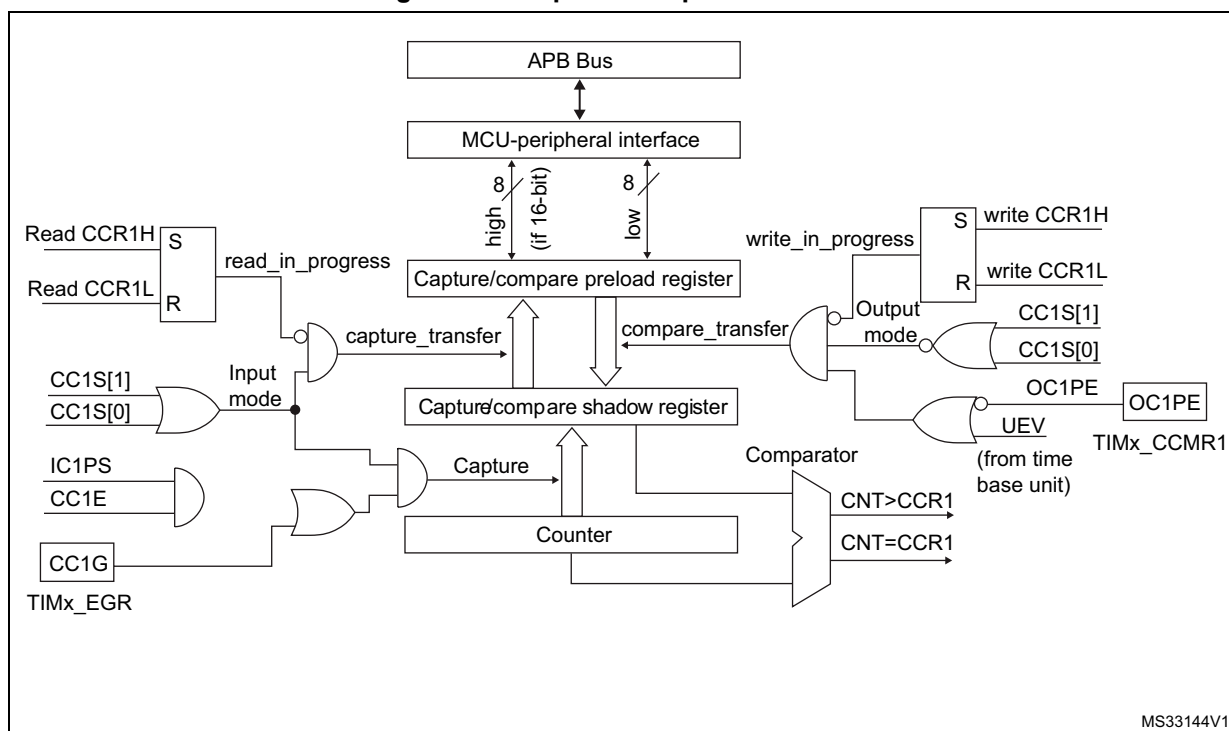 APB Bus
MCU-peripheral interface
8
high
(if 16-bit)
8
low
Read CCR1H
S
read_in_progress
Read CCR1L
R
write CCR1H
S
write_in_progress
write CCR1L
R
Capture/compare preload register
capture_transfer
compare_transfer
Output
mode
CC1S[1]
CC1S[0]
CC1S[1]
CC1S[0]
Input
mode
Capture/compare shadow register
OC1PE
OC1PE
UEV
TIMx_CCMR1
(from time
base unit)
IC1PS
CC1E
Capture
Comparator
CNT>CCR1
CNT=CCR1
Counter
CC1G
TIMx_EGR
MS33144V1